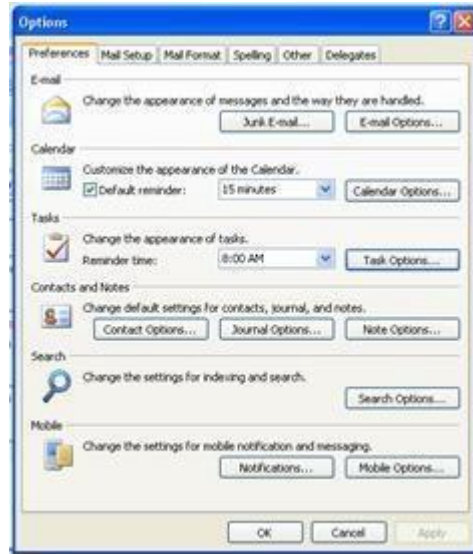 Options
Preferences Mail Setup Mail Format Spelling Other Delegates
E-mail
Change the appearance of messages and the way they are handled.
Junk E-mail... E-mail Options...
Calendar
Customize the appearance of the Calendar.
Default reminder: 15 minutes Calendar Options...
Tasks
Change the appearance of tasks.
Reminder time: 8:00 AM Task Options...
Contacts and Notes
Change default settings for contacts, journal, and notes.
Contact Options... Journal Options... Note Options...
Search
Change the settings for indexing and search.
Search Options...
Mobile
Change the settings for mobile notification and messaging.
Notifications... Mobile Options...
OK Cancel Apply